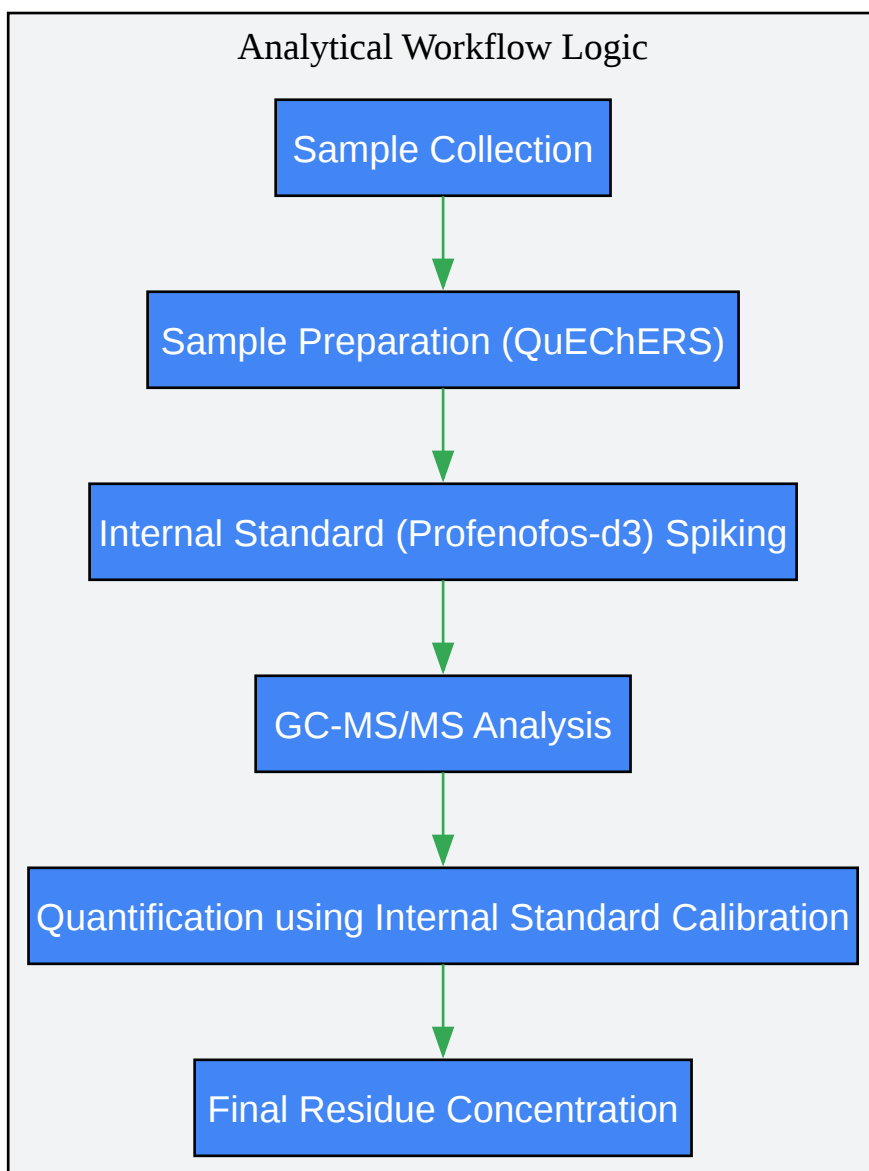 Analytical Workflow Logic
Sample Collection
Sample Preparation (QuEChERS)
Internal Standard (Profenofos-d3) Spiking
GC-MS/MS Analysis
Quantification using Internal Standard Calibration
Final Residue Concentration